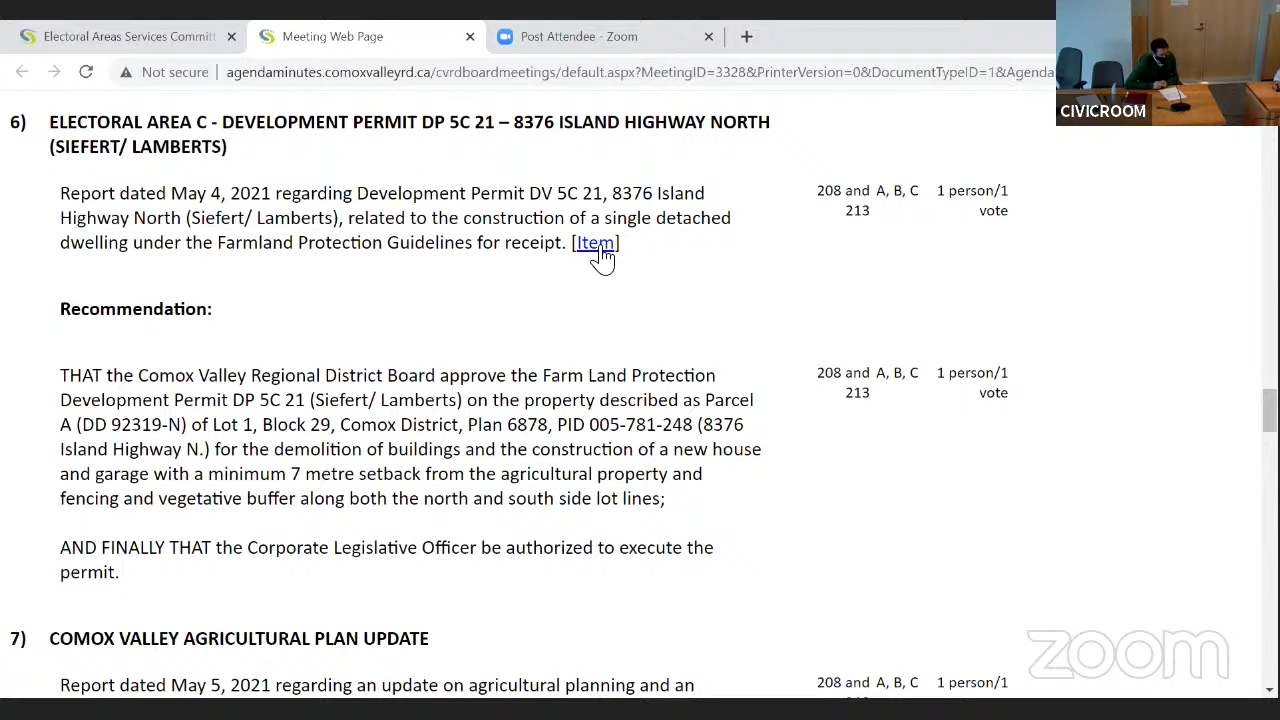 Electoral Areas Services Committ
Meeting Web Page
Post Attendee - Zoom
Not secure
agendaminutes.comoxvalleyrd.ca/cvrdboardmeetings/default.aspx?MeetingID=3328&PrinterVersion=0&DocumentTypeID=1&Agenda
CIVICROOM
6) ELECTORAL AREA C - DEVELOPMENT PERMIT DP 5C 21 – 8376 ISLAND HIGHWAY NORTH
(SIEFERT/ LAMBERTS)
Report dated May 4, 2021 regarding Development Permit DV 5C 21, 8376 Island
Highway North (Siefert/ Lamberts), related to the construction of a single detached
dwelling under the Farmland Protection Guidelines for receipt. [Item]
208 and A, B, C 1 person/1
213 vote
Recommendation:
THAT the Comox Valley Regional District Board approve the Farm Land Protection
Development Permit DP 5C 21 (Siefert/ Lamberts) on the property described as Parcel
A (DD 92319-N) of Lot 1, Block 29, Comox District, Plan 6878, PID 005-781-248 (8376
Island Highway N.) for the demolition of buildings and the construction of a new house
and garage with a minimum 7 metre setback from the agricultural property and
fencing and vegetative buffer along both the north and south side lot lines;
208 and A, B, C 1 person/1
213 vote
AND FINALLY THAT the Corporate Legislative Officer be authorized to execute the
permit.
7) COMOX VALLEY AGRICULTURAL PLAN UPDATE
Report dated May 5, 2021 regarding an update on agricultural planning and an
208 and A, B, C 1 person/1
zoom